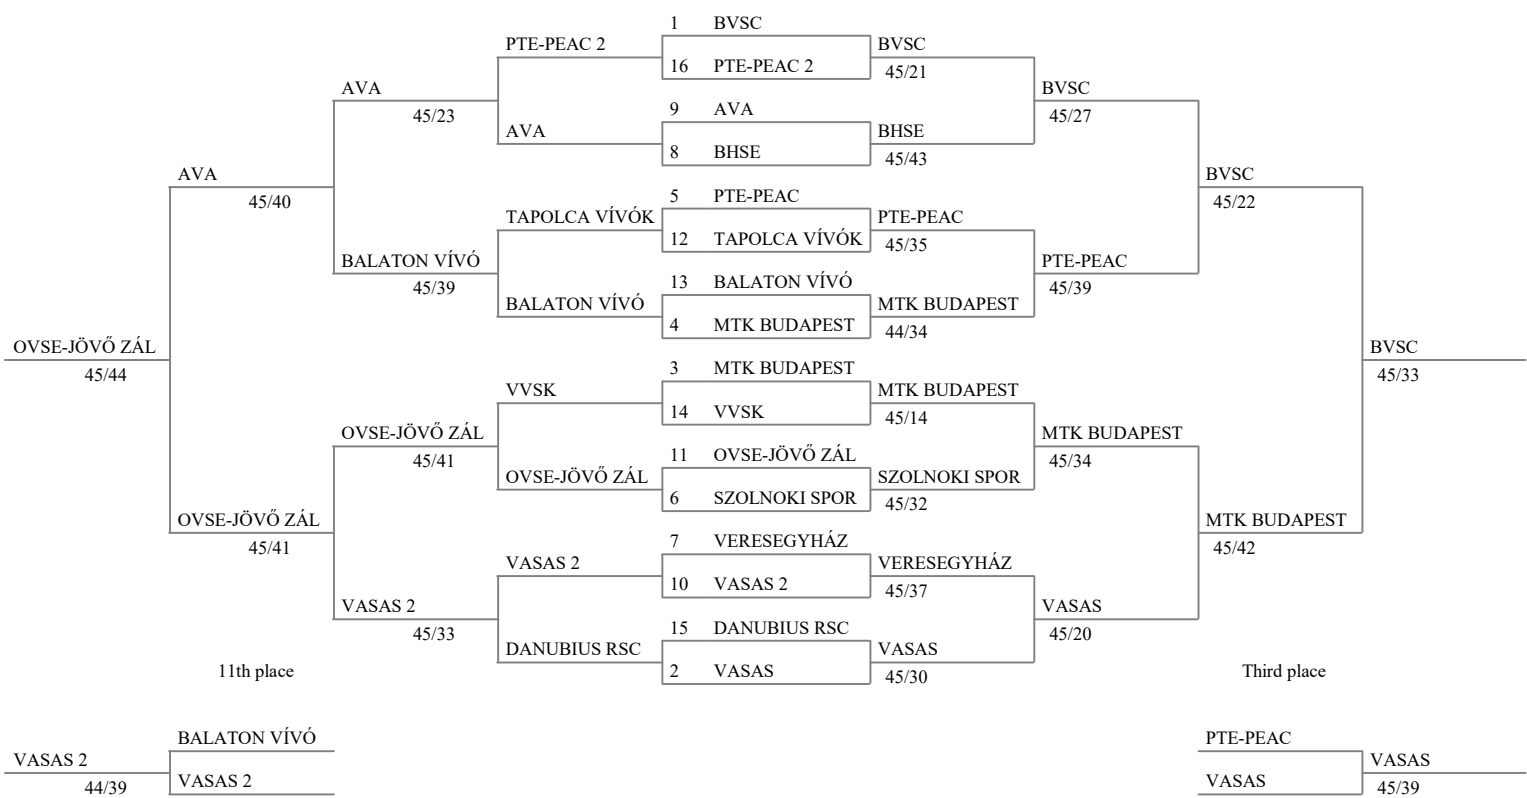 1 BVSC
PTE-PEAC 2 BVSC
16 PTE-PEAC 2 45/21
AVA BVSC
9 AVA
45/23 45/27
AVA BHSE
8 BHSE 45/43
AVA BVSC
5 PTE-PEAC
45/40 45/22
TAPOLCA VÍVÓK PTE-PEAC
12 TAPOLCA VÍVÓK 45/35
BALATON VÍVÓ PTE-PEAC
13 BALATON VÍVÓ
45/39 45/39
BALATON VÍVÓ MTK BUDAPEST
4 MTK BUDAPEST 44/34
OVSE-JÖVŐ ZÁL BVSC
3 MTK BUDAPEST
45/44 45/33
VVSK MTK BUDAPEST
14 VVSK 45/14
OVSE-JÖVŐ ZÁL MTK BUDAPEST
11 OVSE-JÖVŐ ZÁL
45/41 45/34
OVSE-JÖVŐ ZÁL SZOLNOKI SPOR
6 SZOLNOKI SPOR 45/32
OVSE-JÖVŐ ZÁL MTK BUDAPEST
7 VERESEGYHÁZ
45/41 45/42
VASAS 2 VERESEGYHÁZ
10 VASAS 2 45/37
VASAS 2 VASAS
15 DANUBIUS RSC
45/33 45/20
DANUBIUS RSC VASAS
2 VASAS 45/30
11th place Third place
BALATON VÍVÓ PTE-PEAC
VASAS 2 VASAS
VASAS 2 VASAS
44/39 45/39